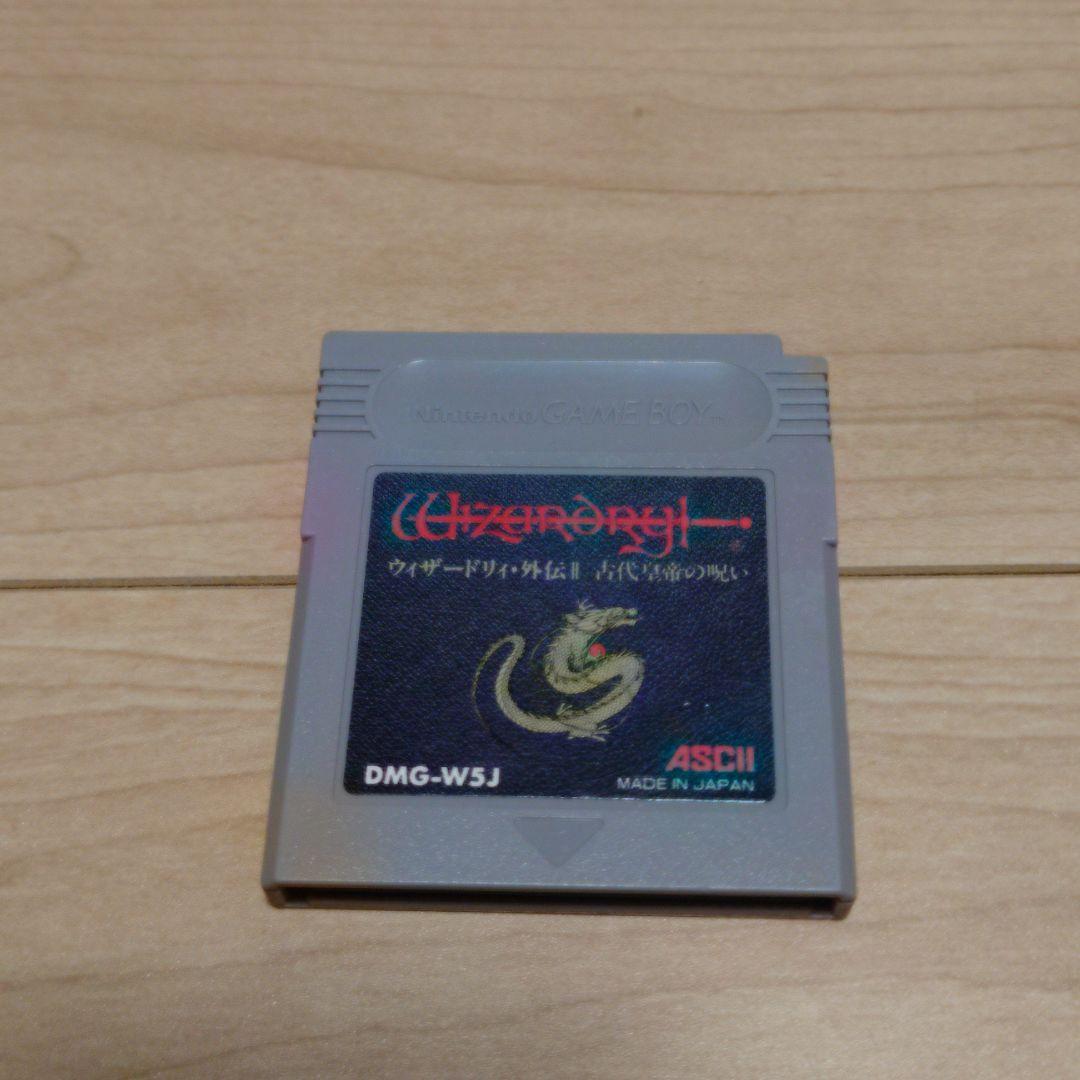 Nintendo GAME BOY™
Wizardry
ウィザードリィ・外伝II 古代皇帝の呪い
ASCII
DMG-W5J
MADE IN JAPAN